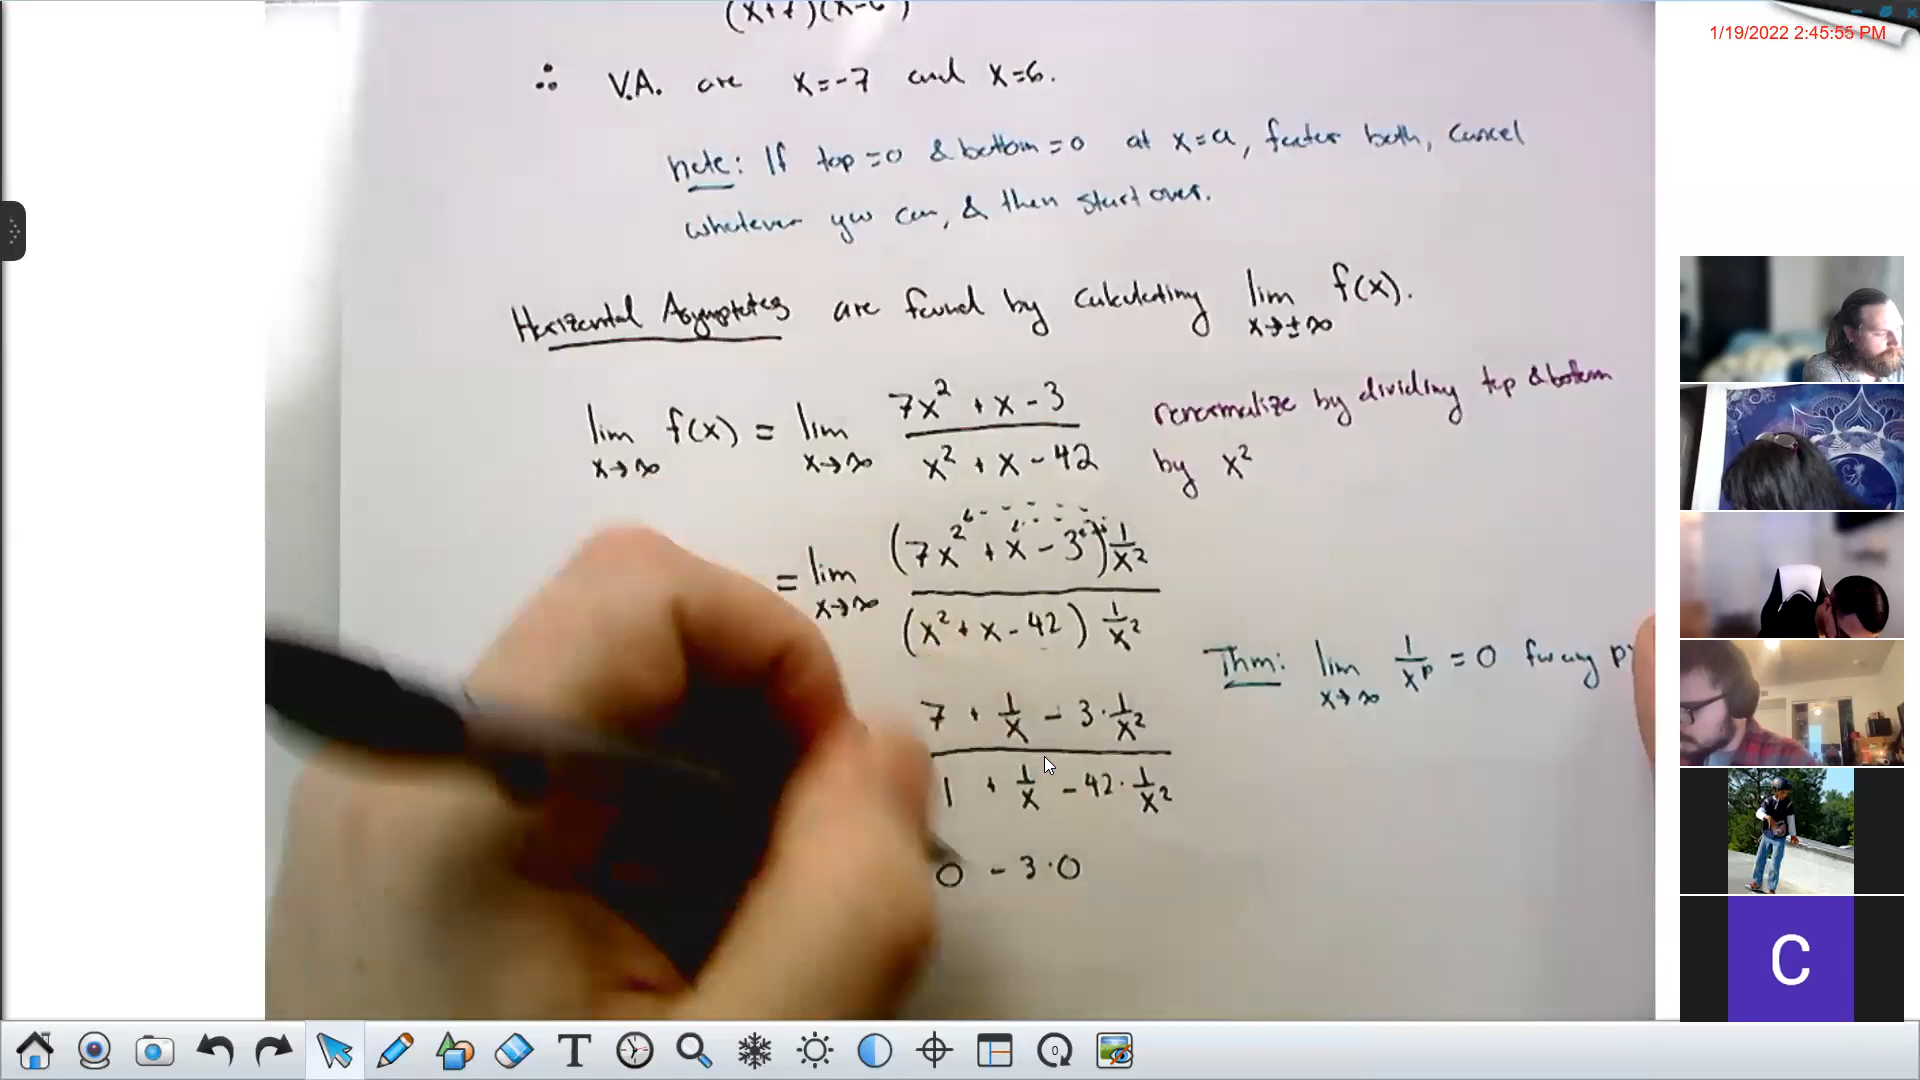 1/19/2022 2:45:55 PM
(x+7)(x-6)
∴ V.A. are x=-7 and x=6.
note: If top=0 & bottom=0 at x=a, factor both, cancel
whatever you can, & then start over.
Horizontal Asymptotes are found by calculating lim f(x).
x→±∞
lim f(x) = lim (7x² + x - 3)/(x² + x - 42) renormalize by dividing top & bottom
x→∞ x→∞ by x²
= lim ((7x² + x - 3) 1/x²)/((x² + x - 42) 1/x²)
x→∞
Thm: lim 1/x^p = 0 for any p
x→∞
(7 + 1/x - 3·1/x²)/(1 + 1/x - 42·1/x²)
0 - 3·0
T
0
C